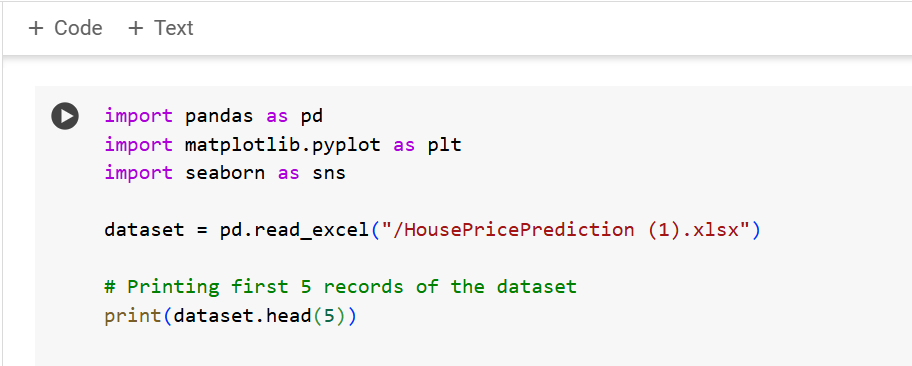 + Code + Text
import pandas as pd
import matplotlib.pyplot as plt
import seaborn as sns
dataset = pd.read_excel("/HousePricePrediction (1).xlsx")
# Printing first 5 records of the dataset
print(dataset.head(5))